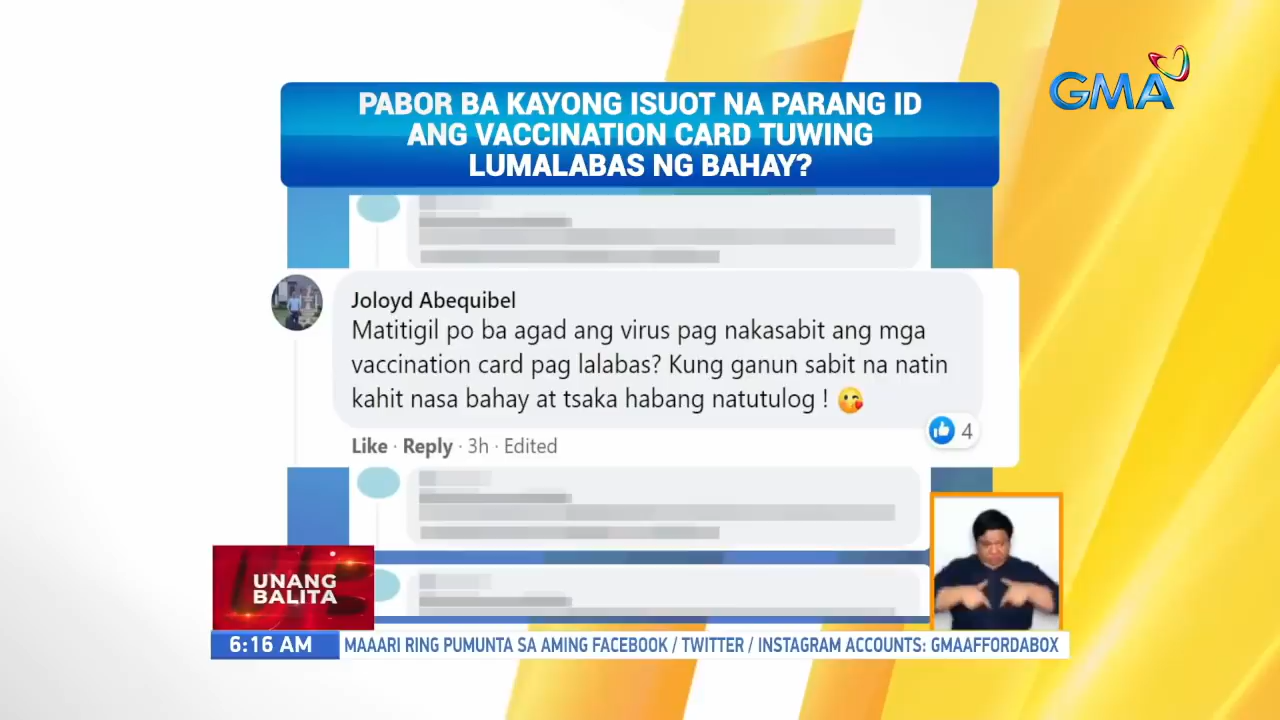 GMA
PABOR BA KAYONG ISUOT NA PARANG ID
ANG VACCINATION CARD TUWING
LUMALABAS NG BAHAY?
Joloyd Abequibel
Matitigil po ba agad ang virus pag nakasabit ang mga
vaccination card pag lalabas? Kung ganun sabit na natin
kahit nasa bahay at tsaka habang natutulog ! 😘
4
Like · Reply · 3h · Edited
UNANG
BALITA
6:16 AM
MAAARI RING PUMUNTA SA AMING FACEBOOK / TWITTER / INSTAGRAM ACCOUNTS: GMAAFFORDABOX